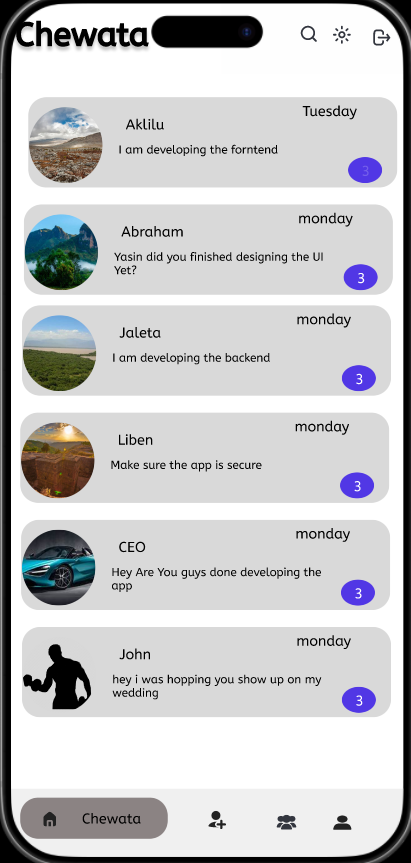 Chewata
Tuesday
Aklilu
I am developing the forntend
3
monday
Abraham
Yasin did you finished designing the UI
Yet?
3
monday
Jaleta
I am developing the backend
3
monday
Liben
Make sure the app is secure
3
monday
CEO
Hey Are You guys done developing the
app
3
monday
John
hey i was hopping you show up on my
wedding
3
Chewata